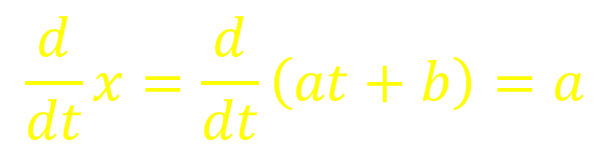 d/dt x = d/dt (at + b) = a